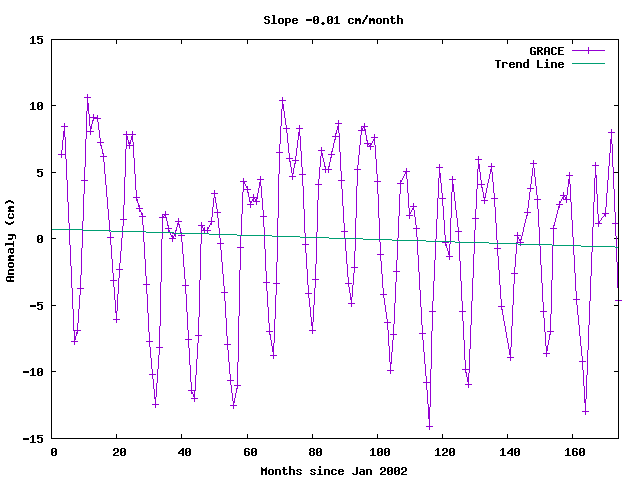 Slope -0.01 cm/month
15
GRACE
Trend Line
10
5
0
-5
-10
-15
Anomaly (cm)
0 20 40 60 80 100 120 140 160
Months since Jan 2002